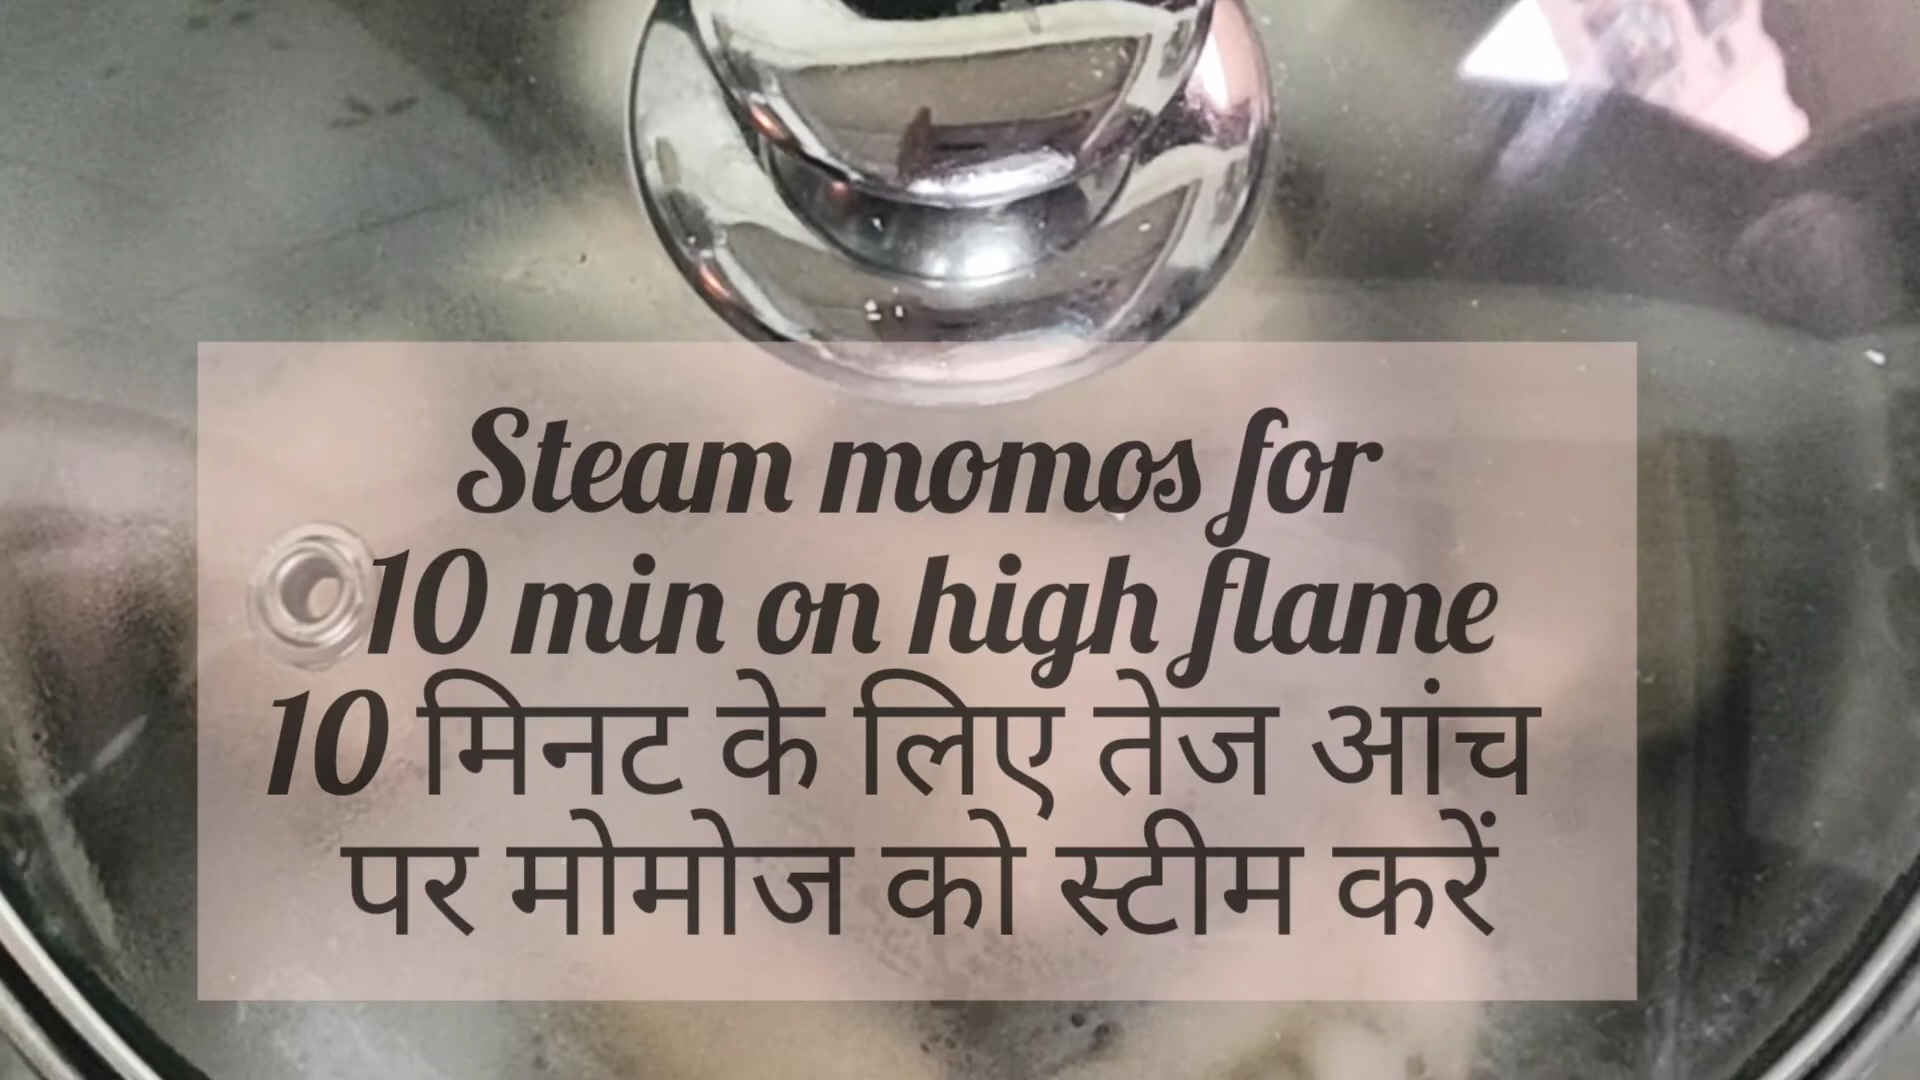 Steam momos for
10 min on high flame
10 मिनट के लिए तेज आंच
पर मोमोज को स्टीम करें